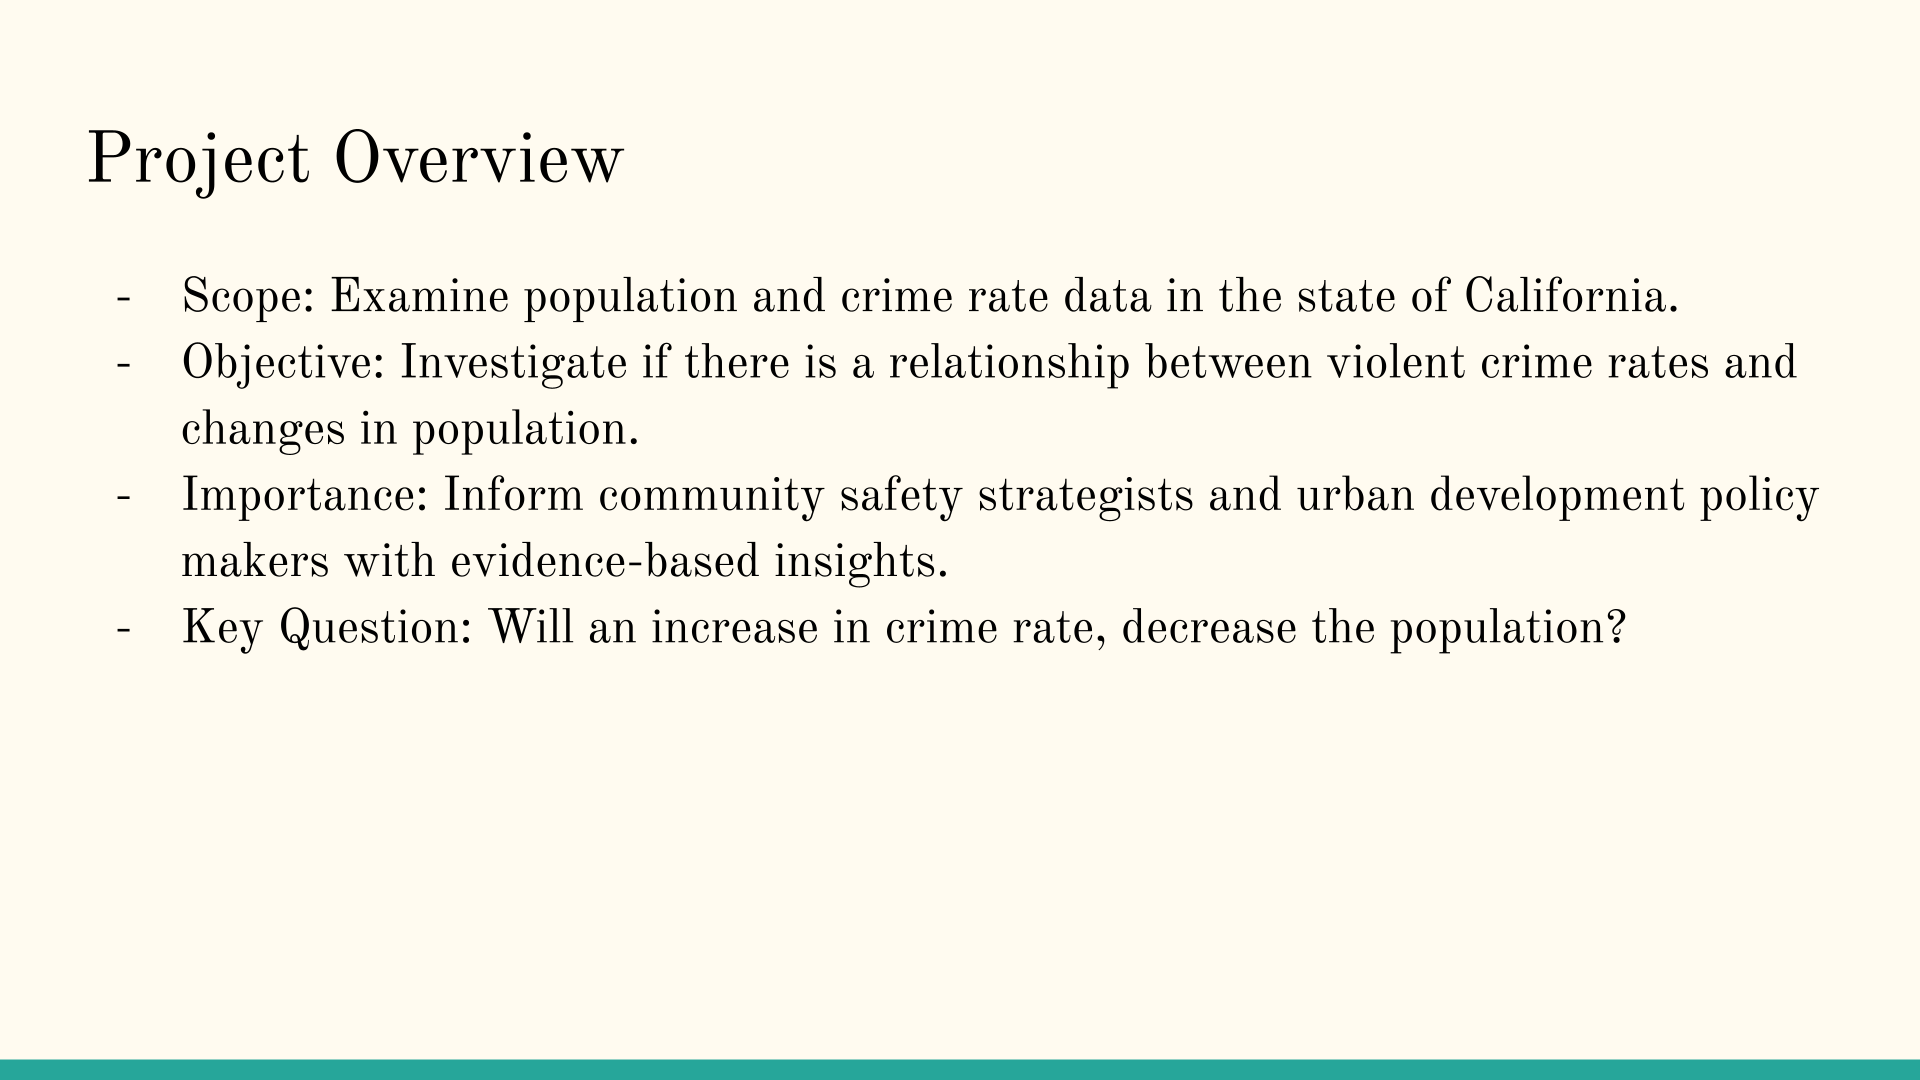 Project Overview
- Scope: Examine population and crime rate data in the state of California.
- Objective: Investigate if there is a relationship between violent crime rates and
changes in population.
- Importance: Inform community safety strategists and urban development policy
makers with evidence-based insights.
- Key Question: Will an increase in crime rate, decrease the population?